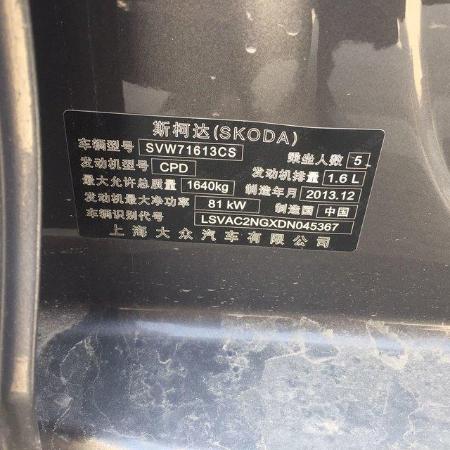 斯柯达(SKODA)
车辆型号 SVW71613CS 乘坐人数 5
发动机型号 CPD 发动机排量 1.6 L
最大允许总质量 1640kg 制造年月 2013.12
发动机最大净功率 81 kW 制造国 中国
车辆识别代号 LSVAC2NGXDN045367
上海大众汽车有限公司